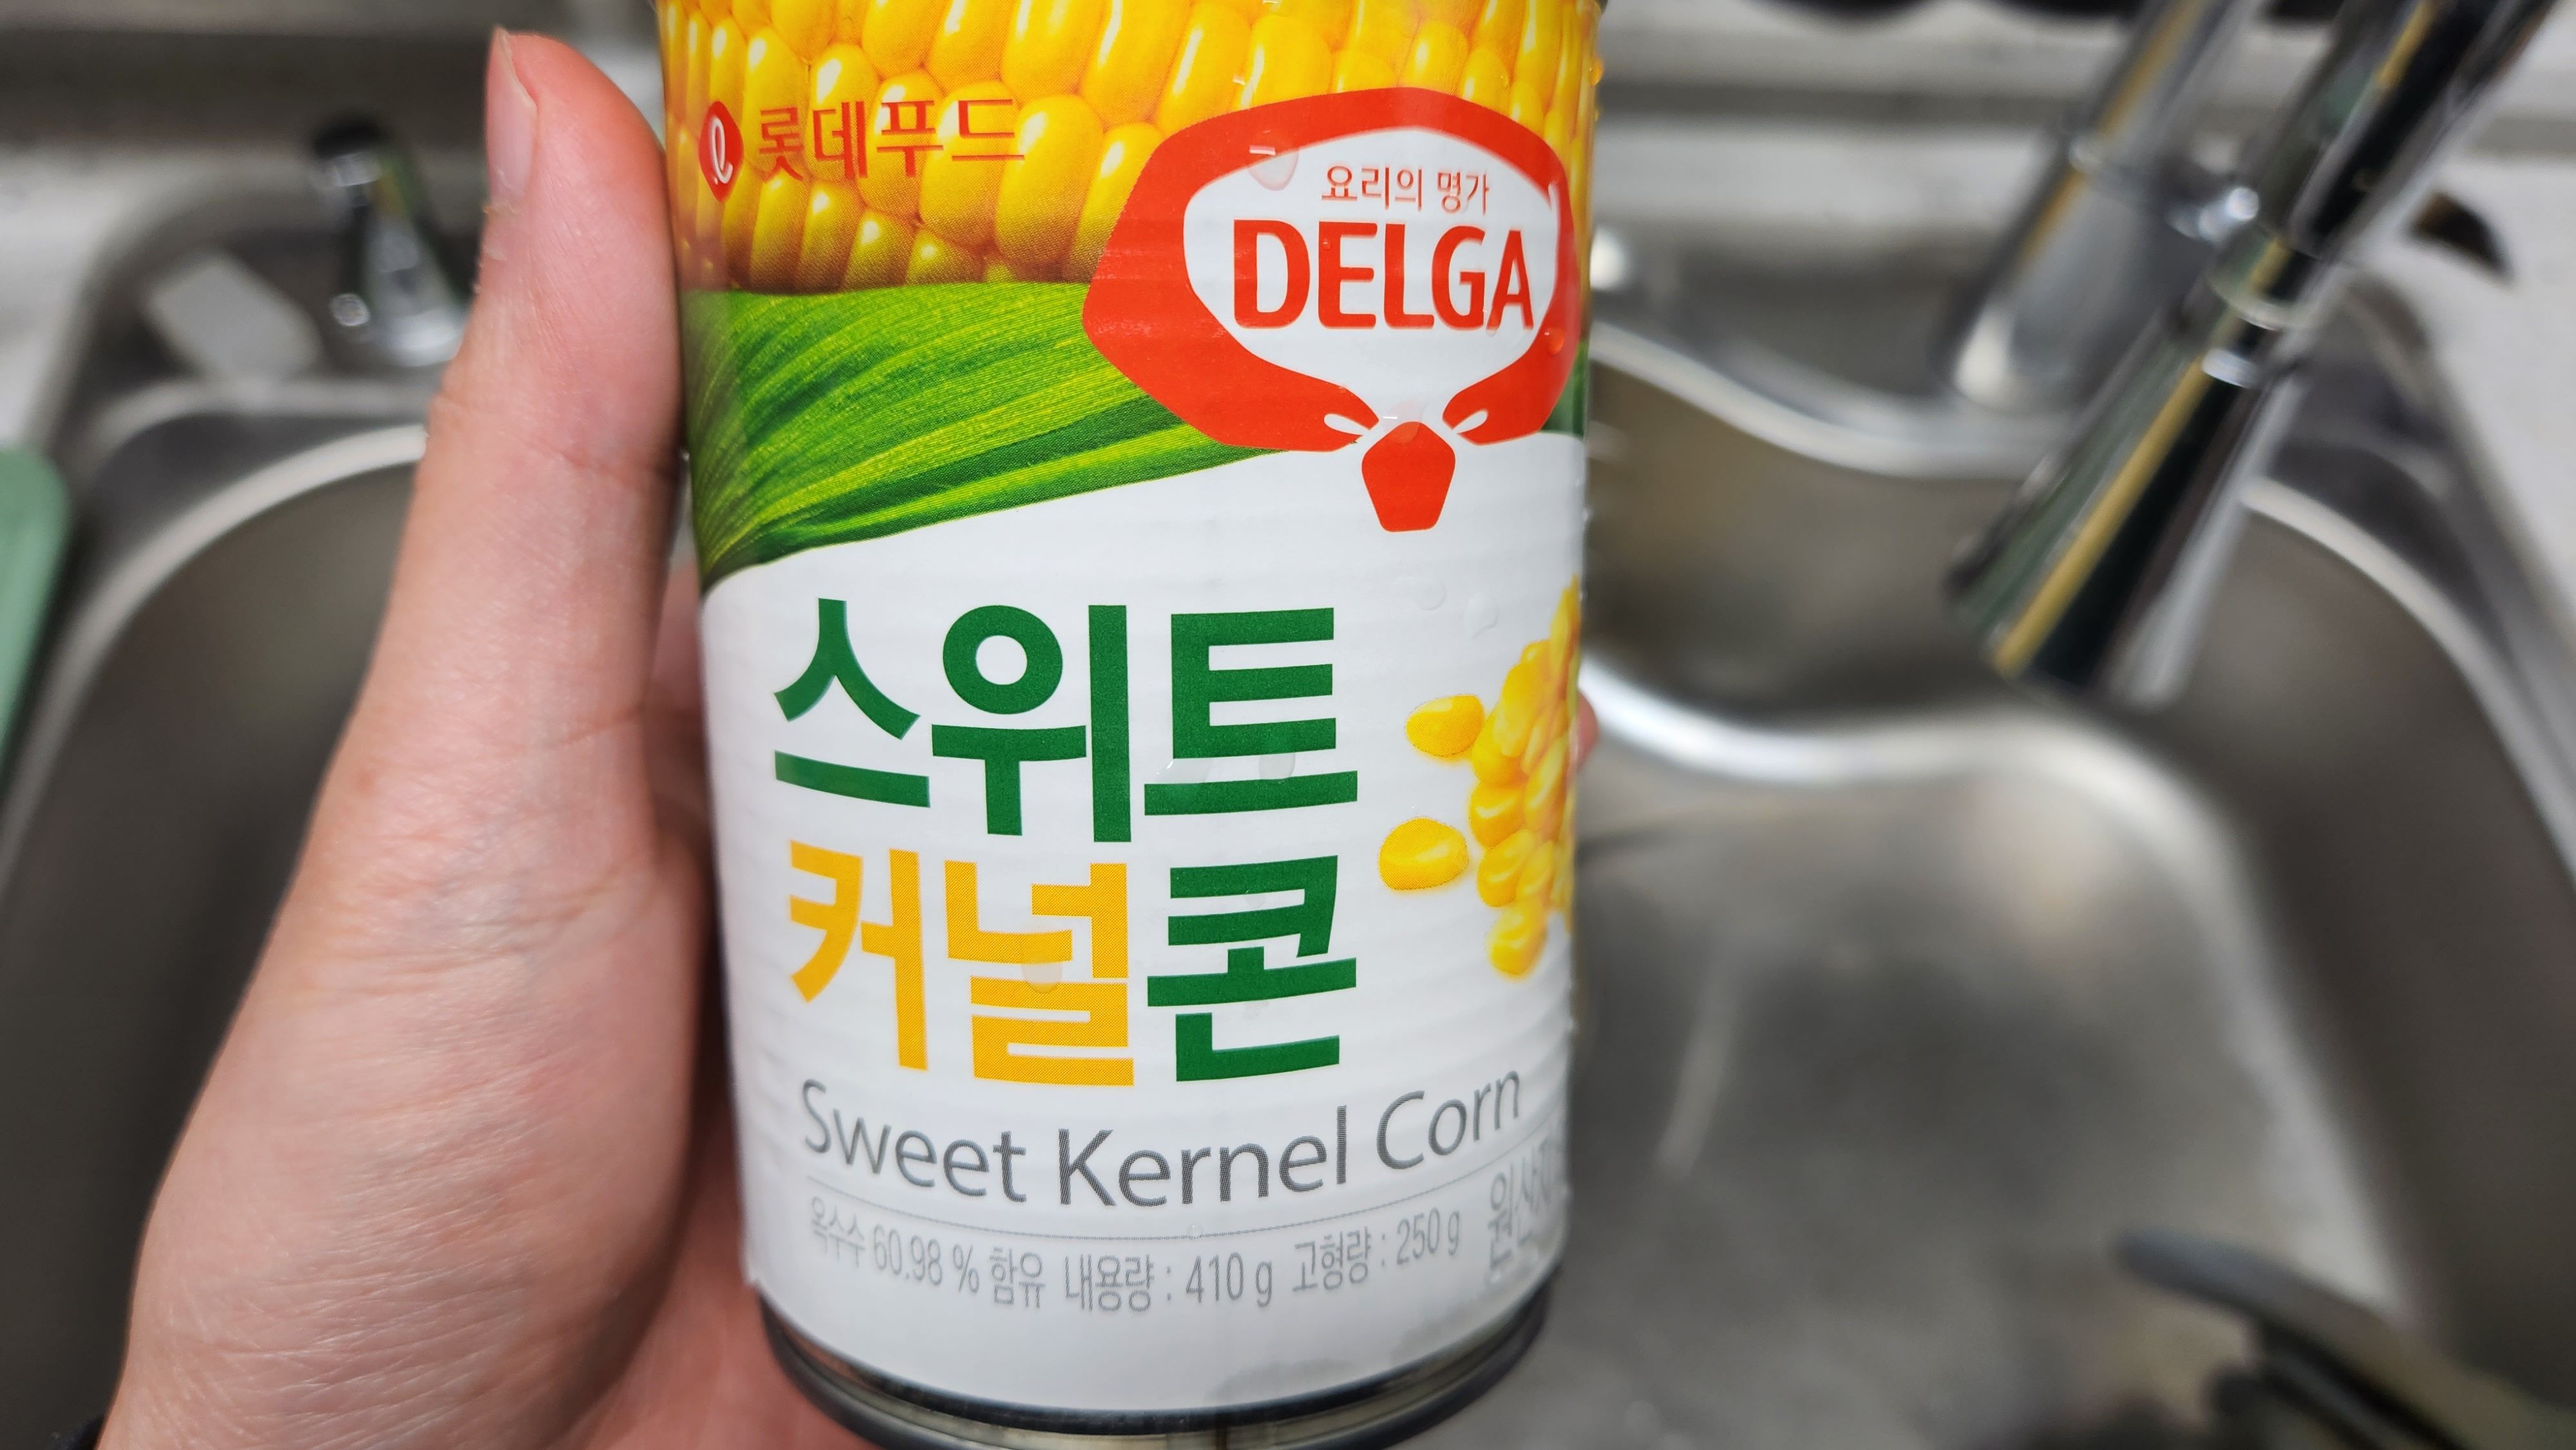 롯데푸드
요리의 명가
DELGA
스위트
커널콘
Sweet Kernel Corn
옥수수 60.98 % 함유 내용량 : 410 g 고형량 : 250 g